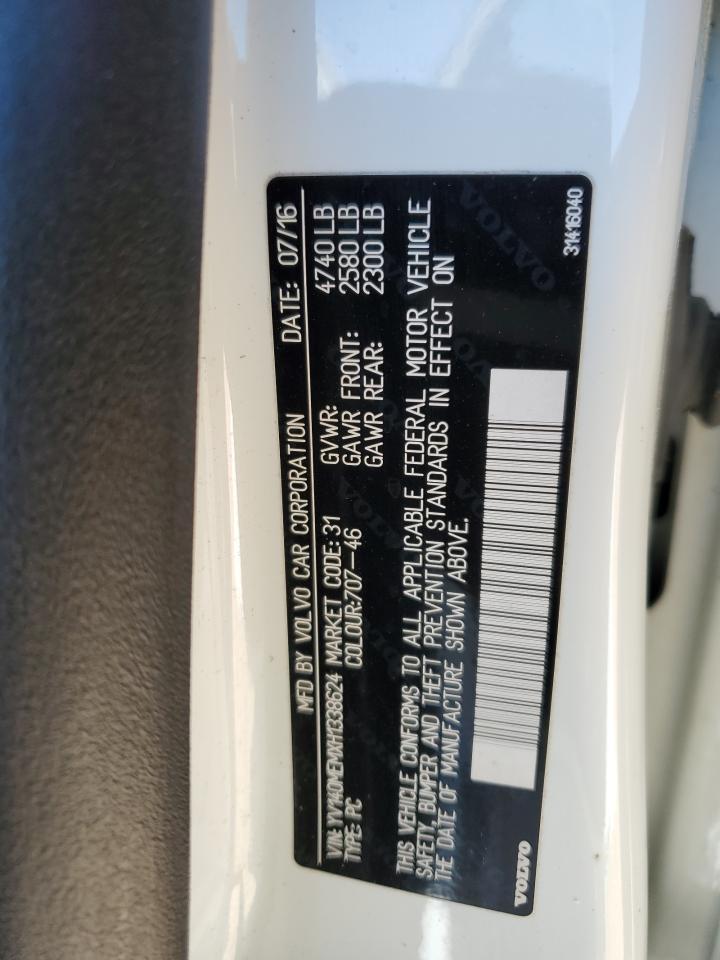 MFD BY VOLVO CAR CORPORATION DATE: 07/16
VIN: YV140MEMXH1338624 MARKET CODE: 31 GVWR: 4740 LB
TYPE: PC COLOUR:707-46 GAWR FRONT: 2580 LB
GAWR REAR: 2300 LB
THIS VEHICLE CONFORMS TO ALL APPLICABLE FEDERAL MOTOR VEHICLE
SAFETY, BUMPER AND THEFT PREVENTION STANDARDS IN EFFECT ON
THE DATE OF MANUFACTURE SHOWN ABOVE.
VOLVO 31416040